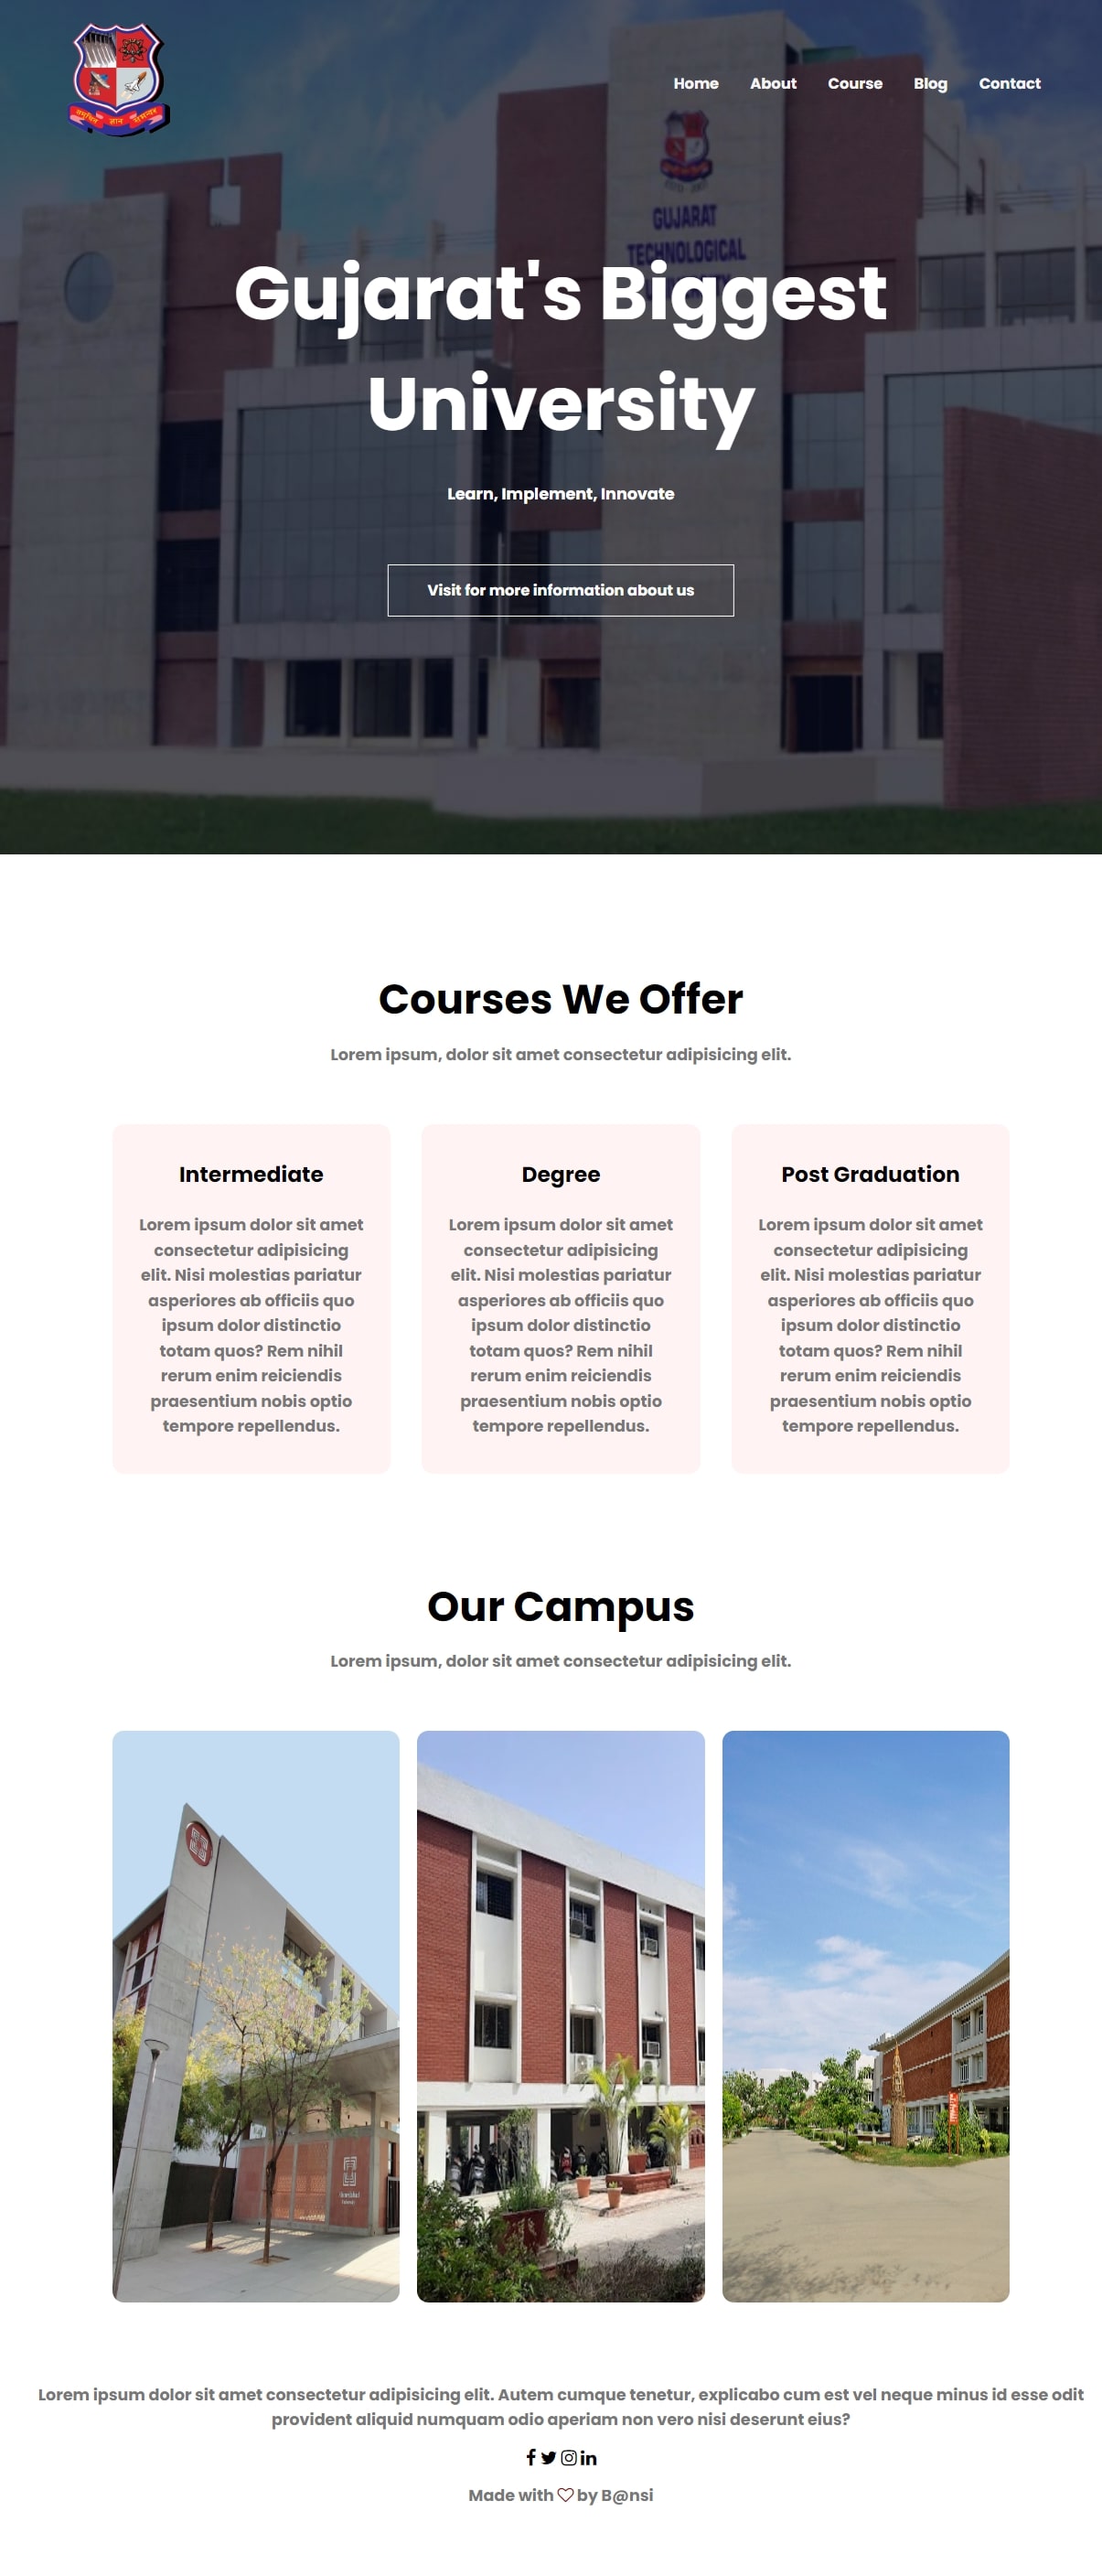 Home About Course Blog Contact
GUJARAT
TECHNOLOGICAL
Gujarat's Biggest
University
Learn, Implement, Innovate
Visit for more information about us
Courses We Offer
Lorem ipsum, dolor sit amet consectetur adipisicing elit.
Intermediate
Lorem ipsum dolor sit amet
consectetur adipisicing
elit. Nisi molestias pariatur
asperiores ab officiis quo
ipsum dolor distinctio
totam quos? Rem nihil
rerum enim reiciendis
praesentium nobis optio
tempore repellendus.
Degree
Lorem ipsum dolor sit amet
consectetur adipisicing
elit. Nisi molestias pariatur
asperiores ab officiis quo
ipsum dolor distinctio
totam quos? Rem nihil
rerum enim reiciendis
praesentium nobis optio
tempore repellendus.
Post Graduation
Lorem ipsum dolor sit amet
consectetur adipisicing
elit. Nisi molestias pariatur
asperiores ab officiis quo
ipsum dolor distinctio
totam quos? Rem nihil
rerum enim reiciendis
praesentium nobis optio
tempore repellendus.
Our Campus
Lorem ipsum, dolor sit amet consectetur adipisicing elit.
Lorem ipsum dolor sit amet consectetur adipisicing elit. Autem cumque tenetur, explicabo cum est vel neque minus id esse odit
provident aliquid numquam odio aperiam non vero nisi deserunt eius?
Made with ♡ by B@nsi